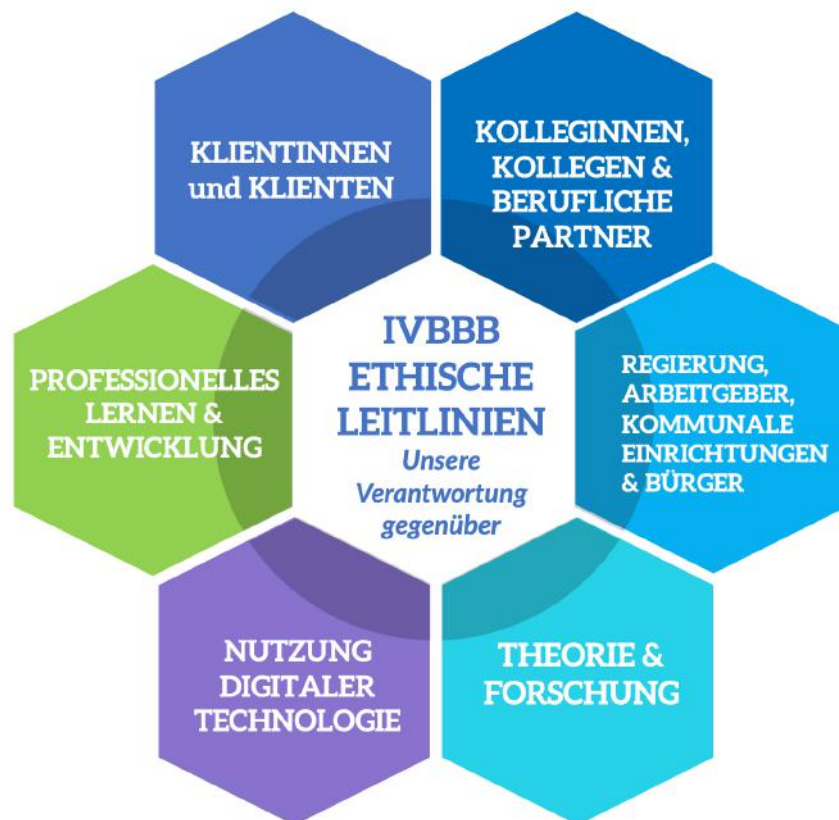 KLIENTINNEN
und KLIENTEN
KOLLEGINNEN,
KOLLEGEN &
BERUFLICHE
PARTNER
IVBBB
ETHISCHE
LEITLINIEN
Unsere
Verantwortung
gegenüber
REGIERUNG,
ARBEITGEBER,
KOMMUNALE
EINRICHTUNGEN
& BÜRGER
PROFESSIONELLES
LERNEN &
ENTWICKLUNG
NUTZUNG
DIGITALER
TECHNOLOGIE
THEORIE &
FORSCHUNG